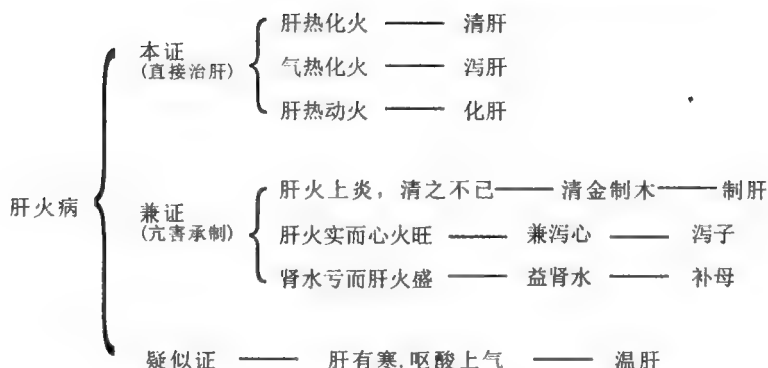 肝热化火——清肝
本证
气热化火——泻肝
(直接治肝)
肝热动火——化肝
肝火上炎，清之不已——清金制木——制肝
肝火病
兼证
(亢害承制)
肝火实而心火旺——兼泻心——泻子
肾水亏而肝火盛——益肾水——补母
疑似证——肝有寒.呕酸上气——温肝